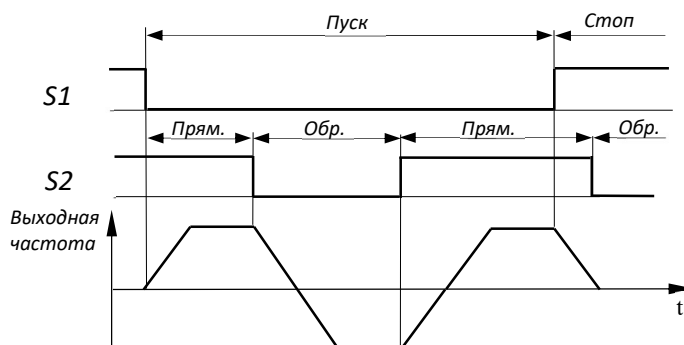 Пуск
Стоп
S1
Прям.
Обр.
Прям.
Обр.
S2
Выходная
частота
t